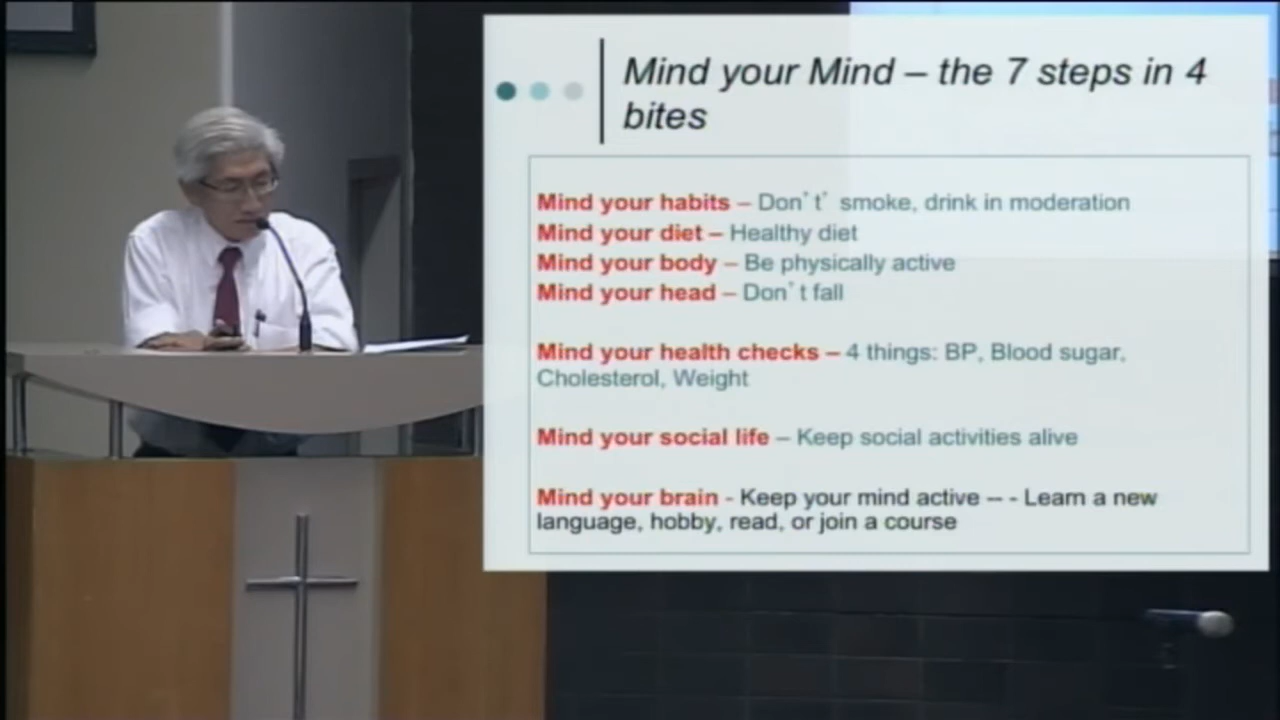 Mind your Mind – the 7 steps in 4
bites
Mind your habits – Don't' smoke, drink in moderation
Mind your diet – Healthy diet
Mind your body – Be physically active
Mind your head – Don't fall
Mind your health checks – 4 things: BP, Blood sugar,
Cholesterol, Weight
Mind your social life – Keep social activities alive
Mind your brain - Keep your mind active -- - Learn a new
language, hobby, read, or join a course